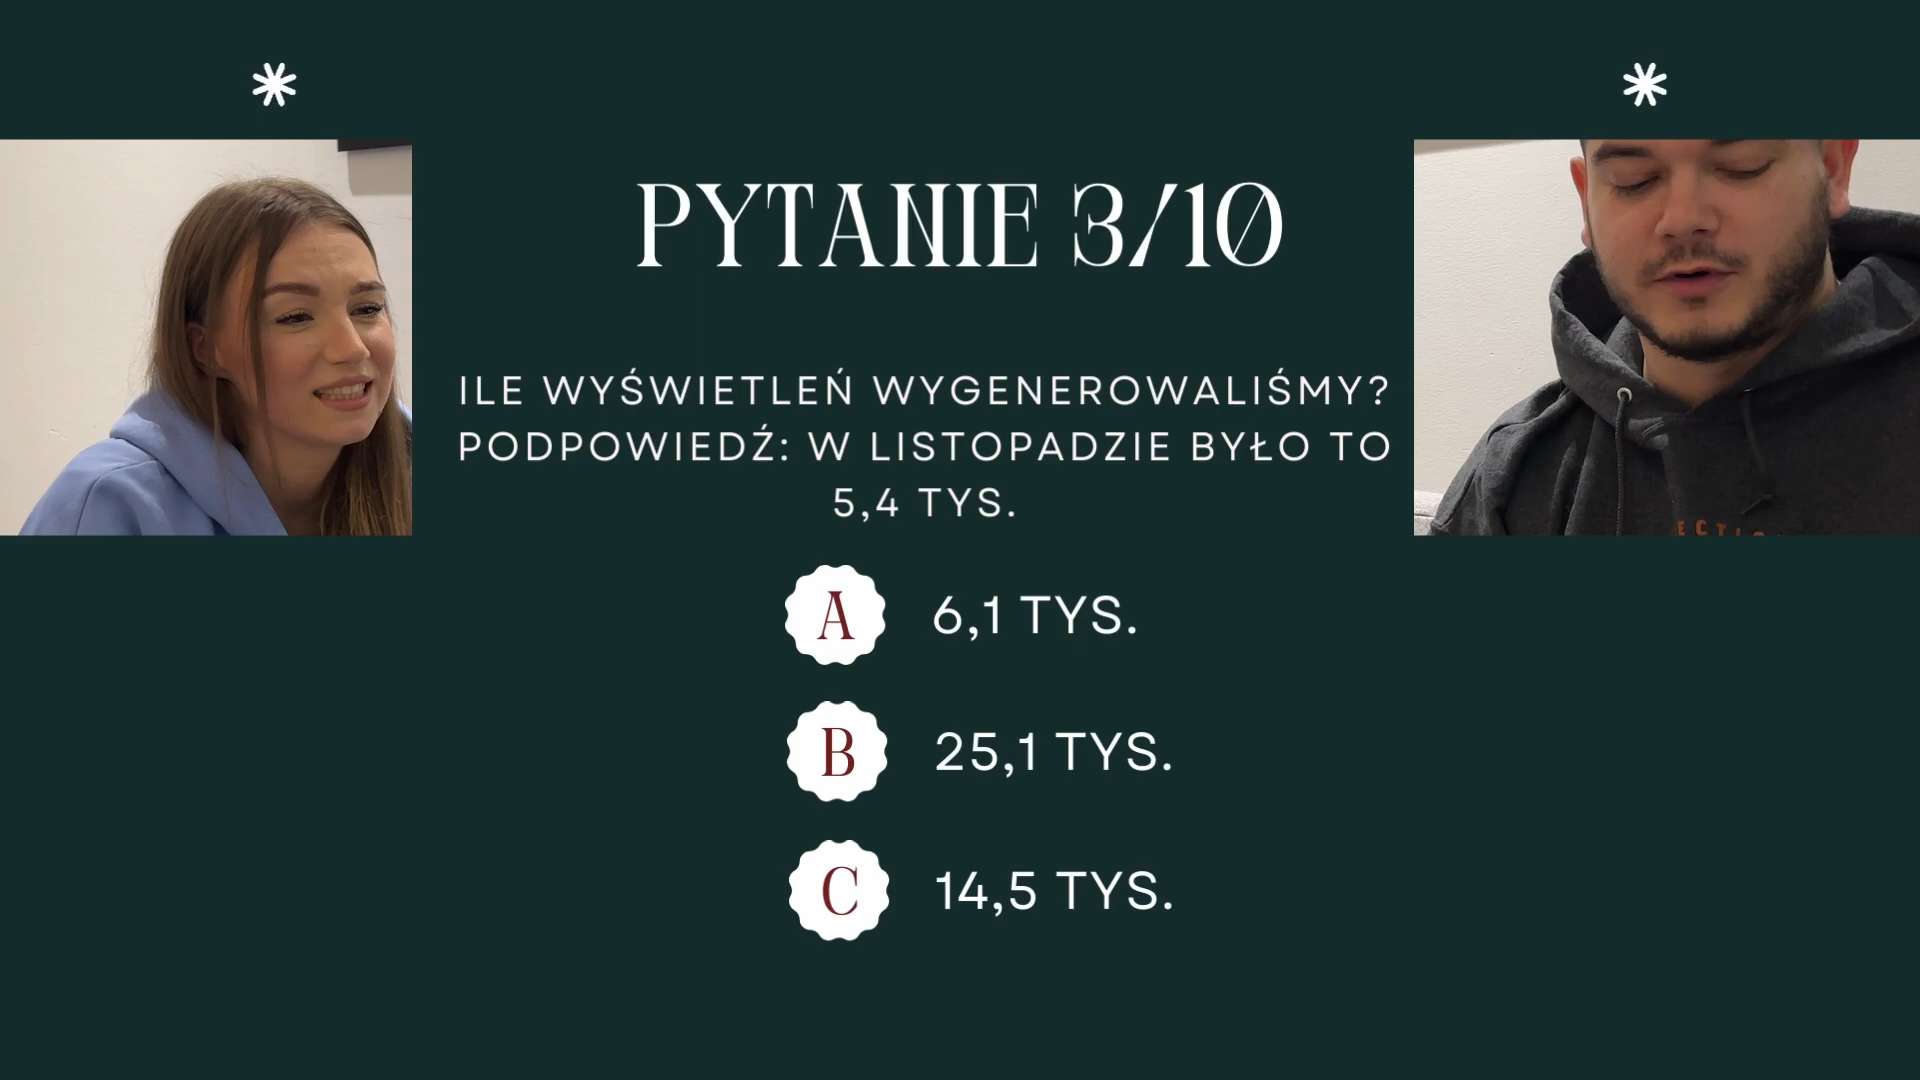 PYTANIE 3/10
ILE WYŚWIETLEŃ WYGENEROWALIŚMY?
PODPOWIEDŹ: W LISTOPADZIE BYŁO TO
5,4 TYS.
A 6,1 TYS.
B 25,1 TYS.
C 14,5 TYS.